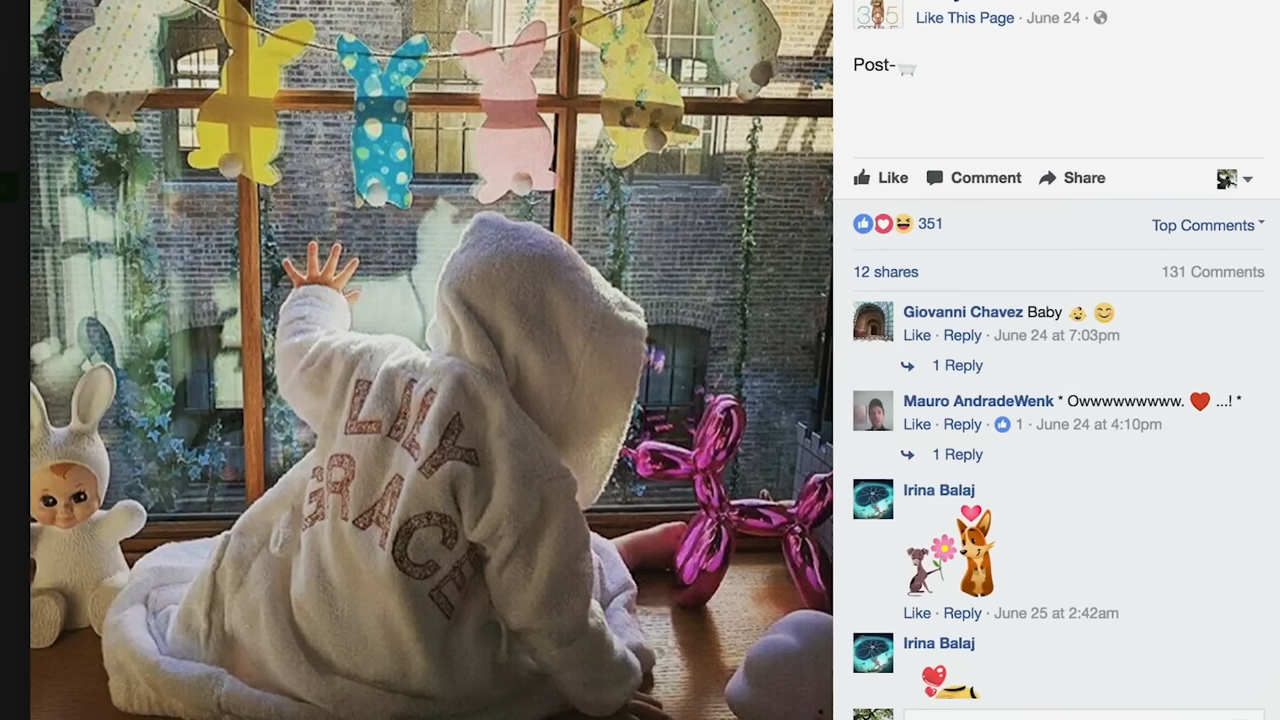 LILY
GRACE
365
Like This Page · June 24 ·
Post-
Like Comment Share
351
Top Comments
12 shares
131 Comments
Giovanni Chavez Baby
Like · Reply · June 24 at 7:03pm
1 Reply
Mauro AndradeWenk * Owwwwwwwww. ...! *
Like · Reply · 1 · June 24 at 4:10pm
1 Reply
Irina Balaj
Like · Reply · June 25 at 2:42am
Irina Balaj